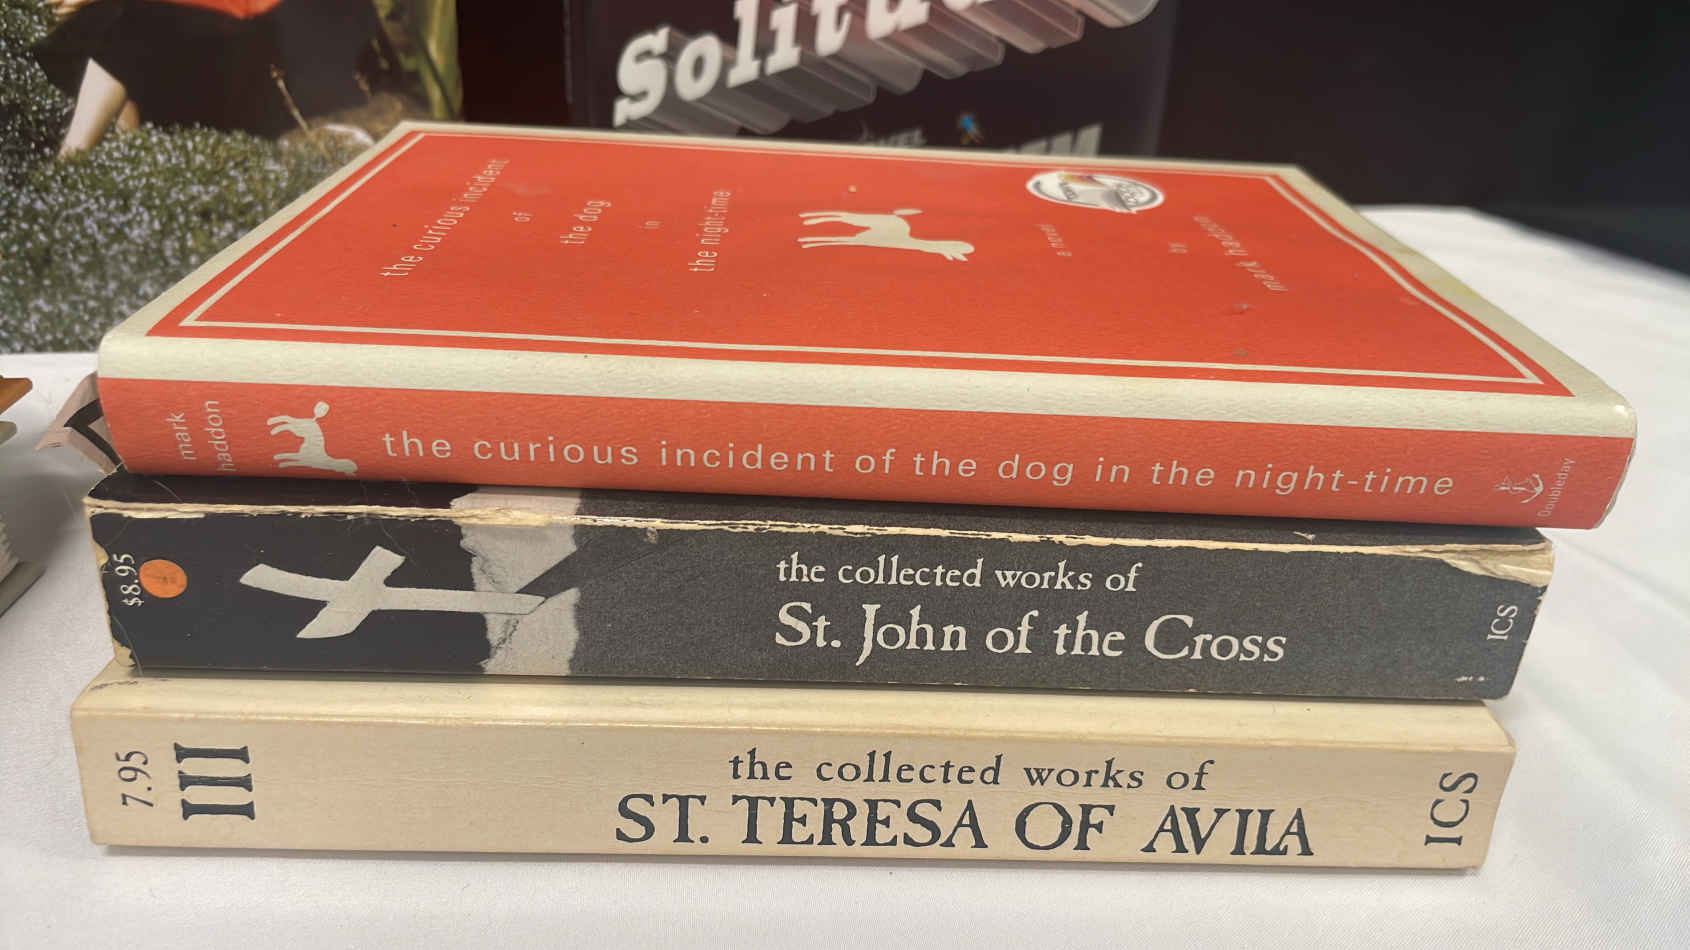 Solitu
the curious incident
of
the dog
in
the night-time
a novel
by
mark haddon
mark
haddon
the curious incident of the dog in the night-time
Doubleday
$8.95
the collected works of
St. John of the Cross
ICS
7.95
III
the collected works of
ST. TERESA OF AVILA
ICS